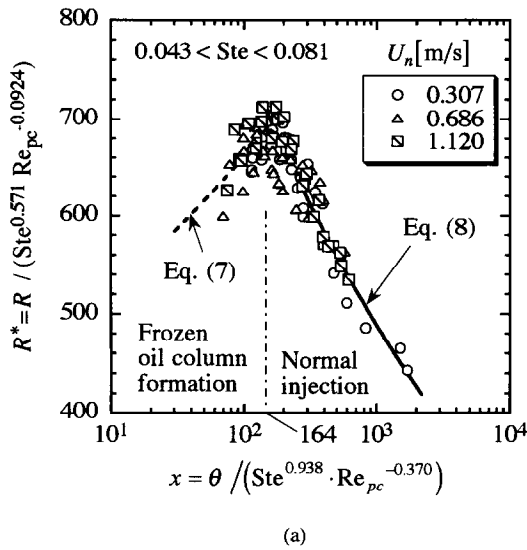 800
700
600
500
400
R* = R / (Ste^0.571 Re_pc^-0.0924)
0.043 < Ste < 0.081
U_n [m/s]
○ 0.307
△ 0.686
⧅ 1.120
Eq. (7)
Eq. (8)
Frozen oil column formation
Normal injection
10^1 10^2 164 10^3
x = θ /(Ste^0.938 · Re_pc^-0.370)
(a)